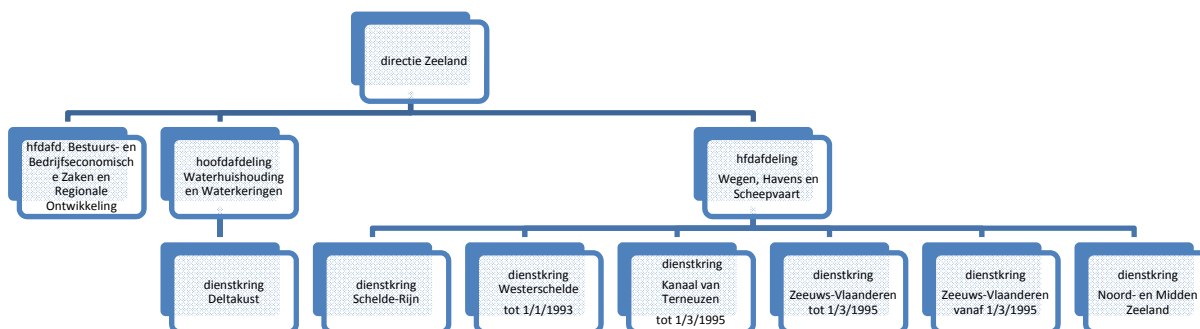 directie Zeeland
hfdafd. Bestuurs- en
Bedrijfseconomisch
e Zaken en
Regionale
Ontwikkeling
hoofdafdeling
Waterhuishouding
en Waterkeringen
hfdafdeling
Wegen, Havens en
Scheepvaart
dienstkring
Deltakust
dienstkring
Schelde-Rijn
dienstkring
Westerschelde
tot 1/1/1993
dienstkring
Kanaal van
Terneuzen
tot 1/3/1995
dienstkring
Zeeuws-Vlaanderen
tot 1/3/1995
dienstkring
Zeeuws-Vlaanderen
vanaf 1/3/1995
dienstkring
Noord- en Midden
Zeeland